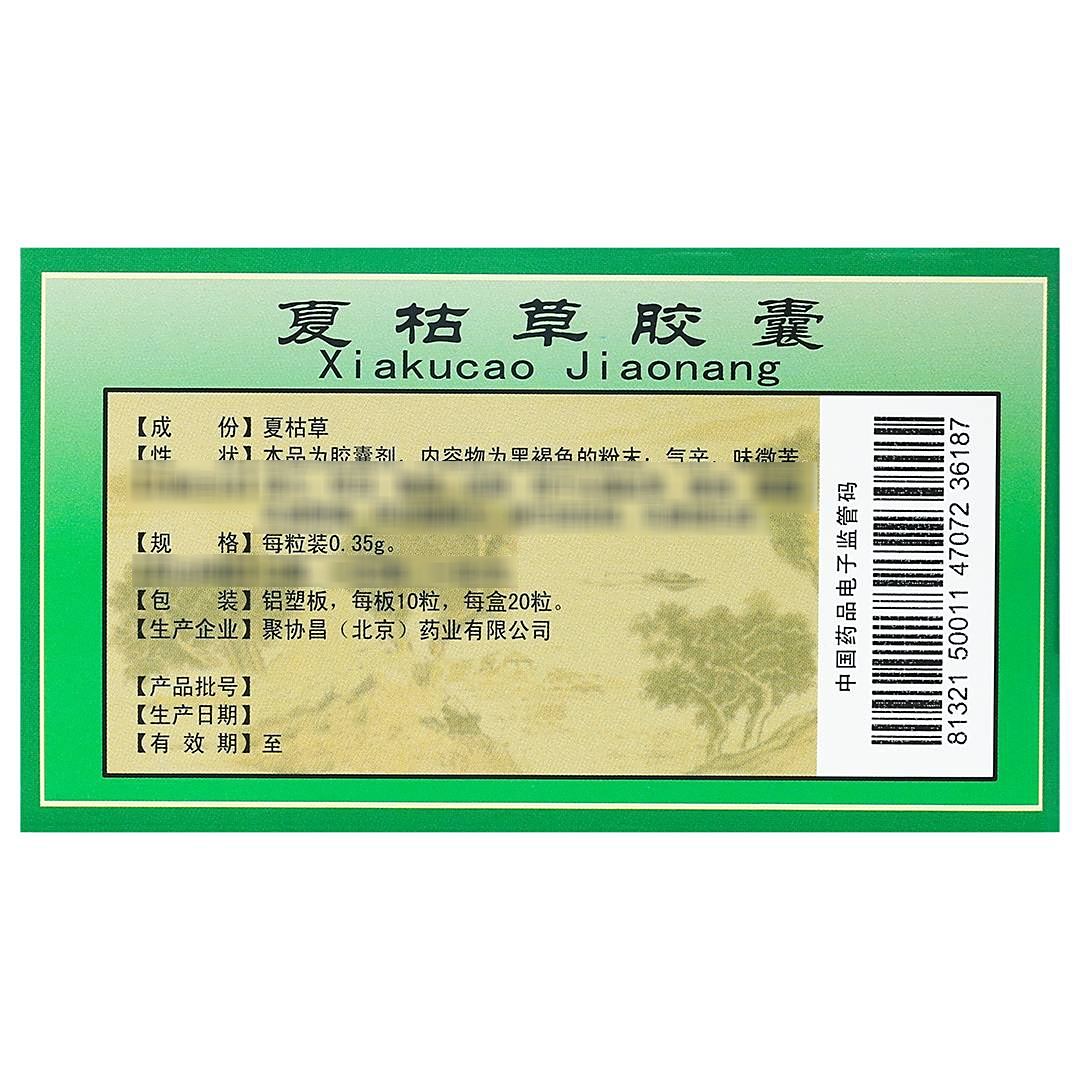 夏枯草胶囊
Xiakucao Jiaonang
【成 份】夏枯草
【性 状】本品为胶囊剂，内容物为黑褐色的粉末；气辛，味微苦
【规 格】每粒装0.35g。
【包 装】铝塑板，每板10粒，每盒20粒。
【生产企业】聚协昌（北京）药业有限公司
【产品批号】
【生产日期】
【有 效 期】至
中国药品电子监管码
81321 50011 47072 36187